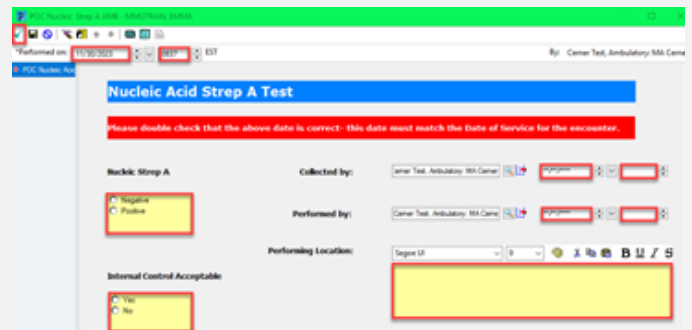 POC Nucleic Strep A AMB - MMSTRAIN, EMMA
*Performed on: 11/30/2023 0837 EST By: Cerner Test, Ambulatory: MA Cerne
POC Nucleic Aci
Nucleic Acid Strep A Test
Please double check that the above date is correct- this date must match the Date of Service for the encounter.
Nucleic Strep A Collected by: erner Test, Ambulatory: MA Cerner **/**/****
Negative
Positive
Performed by: Cerner Test, Ambulatory: MA Cerne **/**/****
Performing Location: Segoe UI 9 B U I S
Internal Control Acceptable
Yes
No